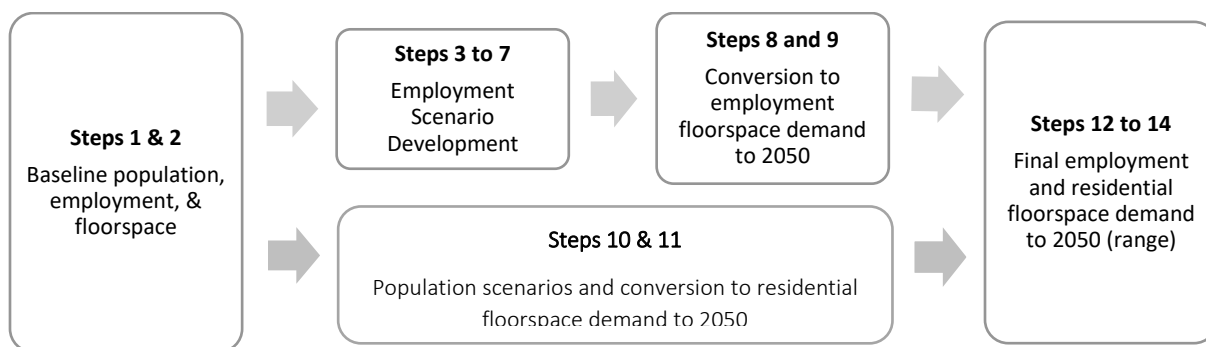 Steps 1 & 2
Baseline population,
employment, &
floorspace
Steps 3 to 7
Employment
Scenario
Development
Steps 8 and 9
Conversion to
employment
floorspace demand
to 2050
Steps 10 & 11
Population scenarios and conversion to residential
floorspace demand to 2050
Steps 12 to 14
Final employment
and residential
floorspace demand
to 2050 (range)